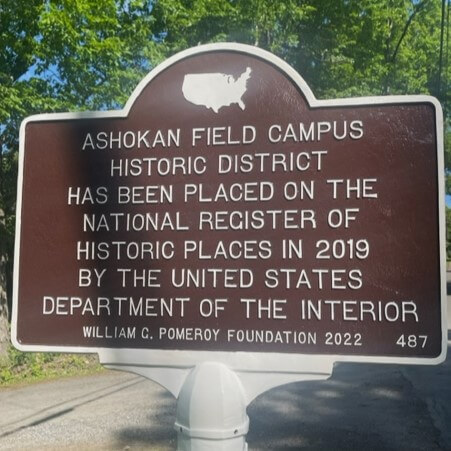 ASHOKAN FIELD CAMPUS
HISTORIC DISTRICT
HAS BEEN PLACED ON THE
NATIONAL REGISTER OF
HISTORIC PLACES IN 2019
BY THE UNITED STATES
DEPARTMENT OF THE INTERIOR
WILLIAM G. POMEROY FOUNDATION 2022 487